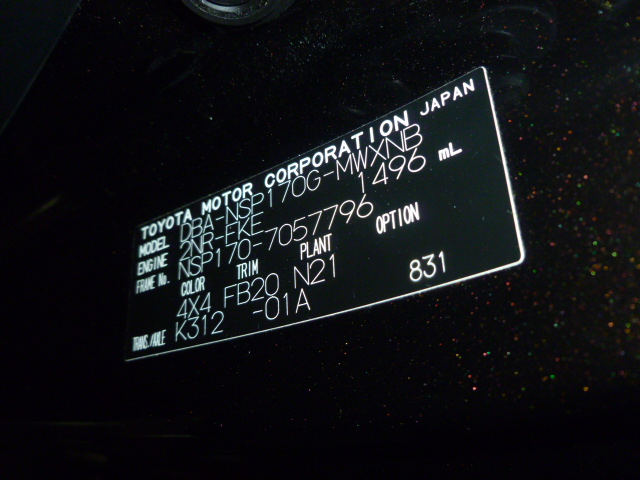 TOYOTA MOTOR CORPORATION JAPAN
MODEL DBA-NSP170G-MWXNB
ENGINE 2NR-FKE 1496 mL
FRAME No. NSP170-7057796
COLOR TRIM PLANT OPTION
4X4 FB20 N21 831
TRANS./AXLE K312 -01A